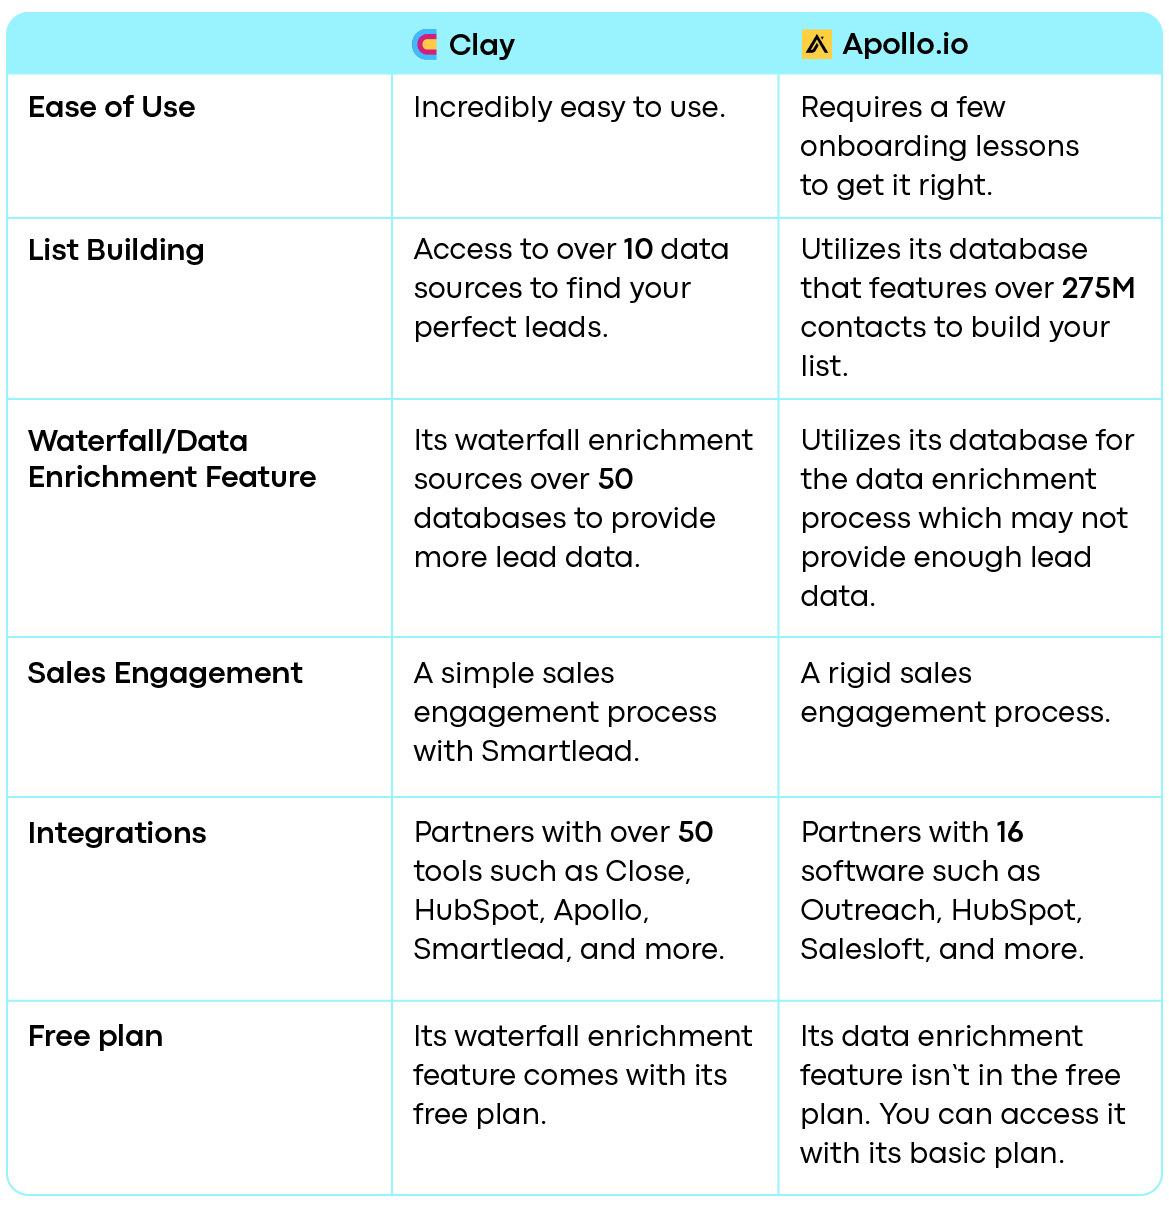 Clay
Apollo.io
Ease of Use
Incredibly easy to use.
Requires a few
onboarding lessons
to get it right.
List Building
Access to over 10 data
sources to find your
perfect leads.
Utilizes its database
that features over 275M
contacts to build your
list.
Waterfall/Data
Enrichment Feature
Its waterfall enrichment
sources over 50
databases to provide
more lead data.
Utilizes its database for
the data enrichment
process which may not
provide enough lead
data.
Sales Engagement
A simple sales
engagement process
with Smartlead.
A rigid sales
engagement process.
Integrations
Partners with over 50
tools such as Close,
HubSpot, Apollo,
Smartlead, and more.
Partners with 16
software such as
Outreach, HubSpot,
Salesloft, and more.
Free plan
Its waterfall enrichment
feature comes with its
free plan.
Its data enrichment
feature isn`t in the free
plan. You can access it
with its basic plan.